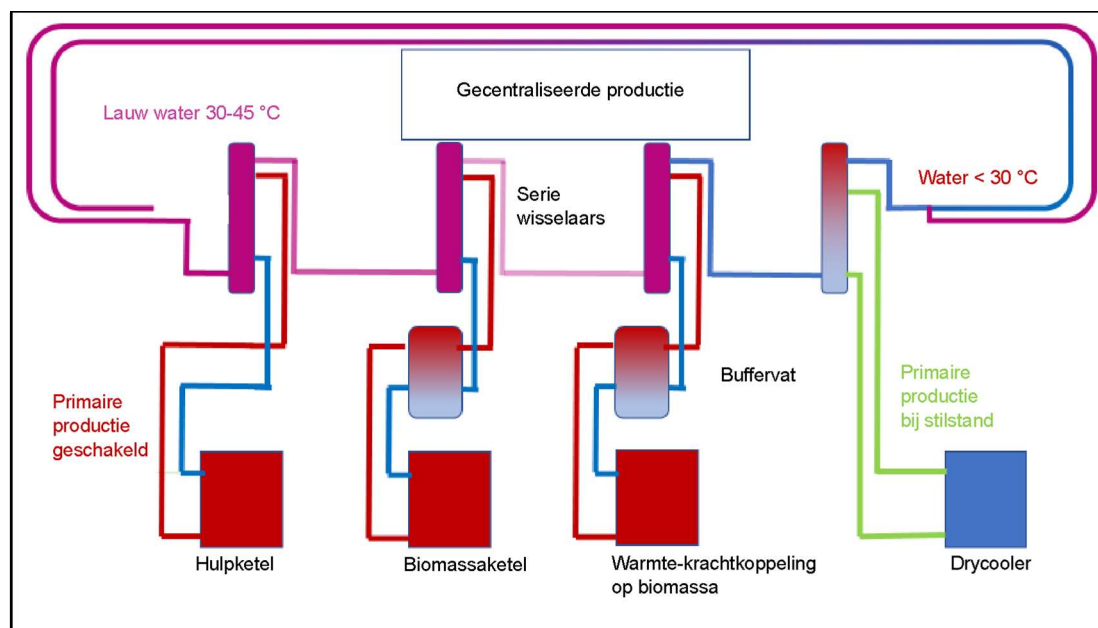 Gecentraliseerde productie
Lauw water 30-45 °C
Water < 30 °C
Serie
wisselaars
Buffervat
Primaire
productie
geschakeld
Primaire
productie
bij stilstand
Hulpketel
Biomassaketel
Warmte-krachtkoppeling
op biomassa
Drycooler